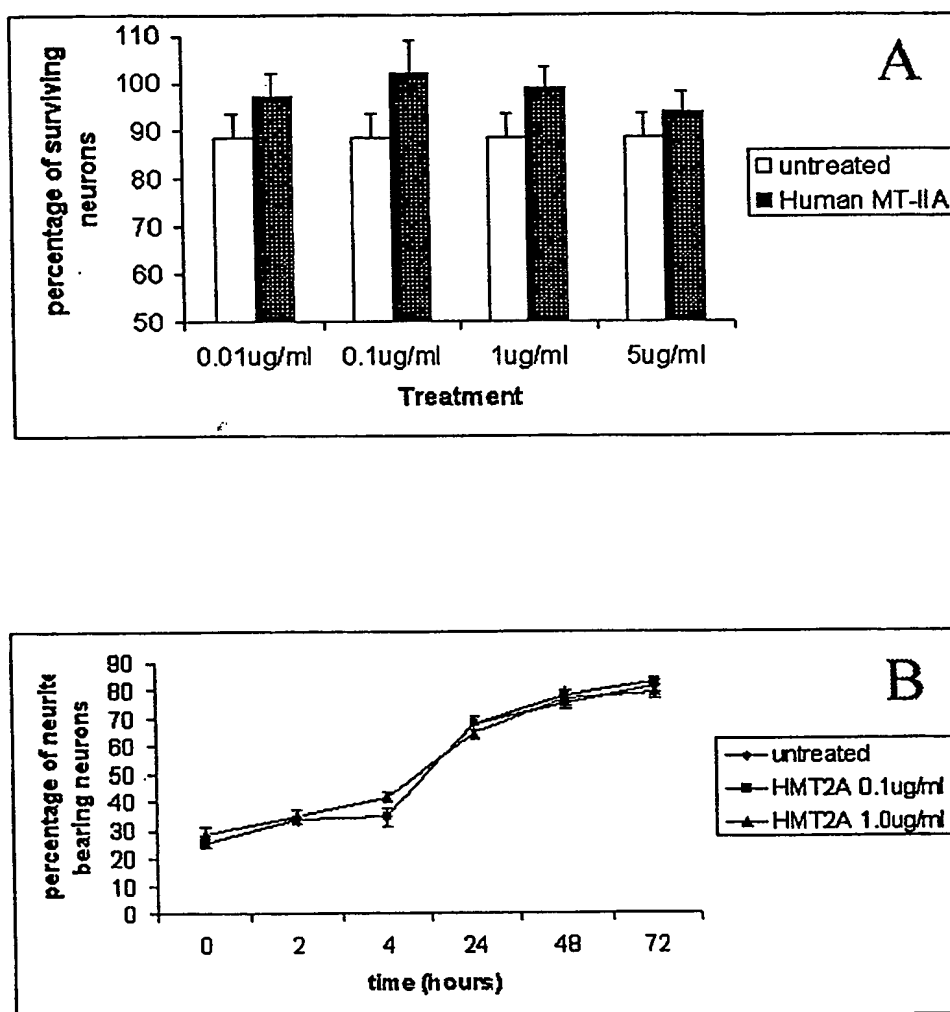 A
percentage of surviving
neurons
110
100
90
80
70
60
50
0.01ug/ml 0.1ug/ml 1ug/ml 5ug/ml
Treatment
untreated
Human MT-IIA
B
percentage of neurite
bearing neurons
90
80
70
60
50
40
30
20
10
0
0 2 4 24 48 72
time (hours)
untreated
HMT2A 0.1ug/ml
HMT2A 1.0ug/ml